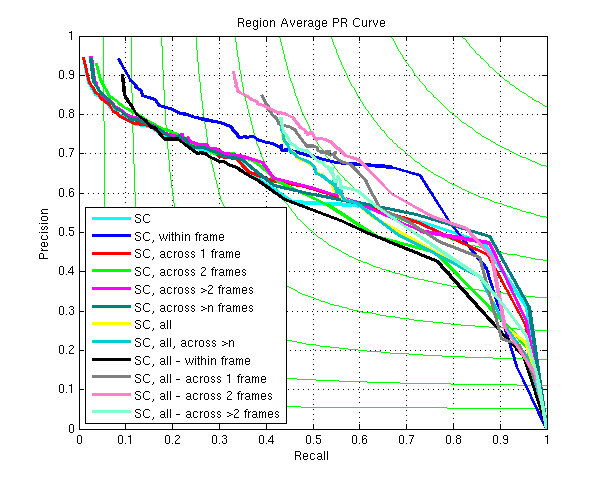 Region Average PR Curve
1
0.9
0.8
0.7
0.6
0.5
0.4
0.3
0.2
0.1
0
Precision
SC
SC, within frame
SC, across 1 frame
SC, across 2 frames
SC, across >2 frames
SC, across >n frames
SC, all
SC, all, across >n
SC, all - within frame
SC, all - across 1 frame
SC, all - across 2 frames
SC, all - across >2 frames
0 0.1 0.2 0.3 0.4 0.5 0.6 0.7 0.8 0.9 1
Recall